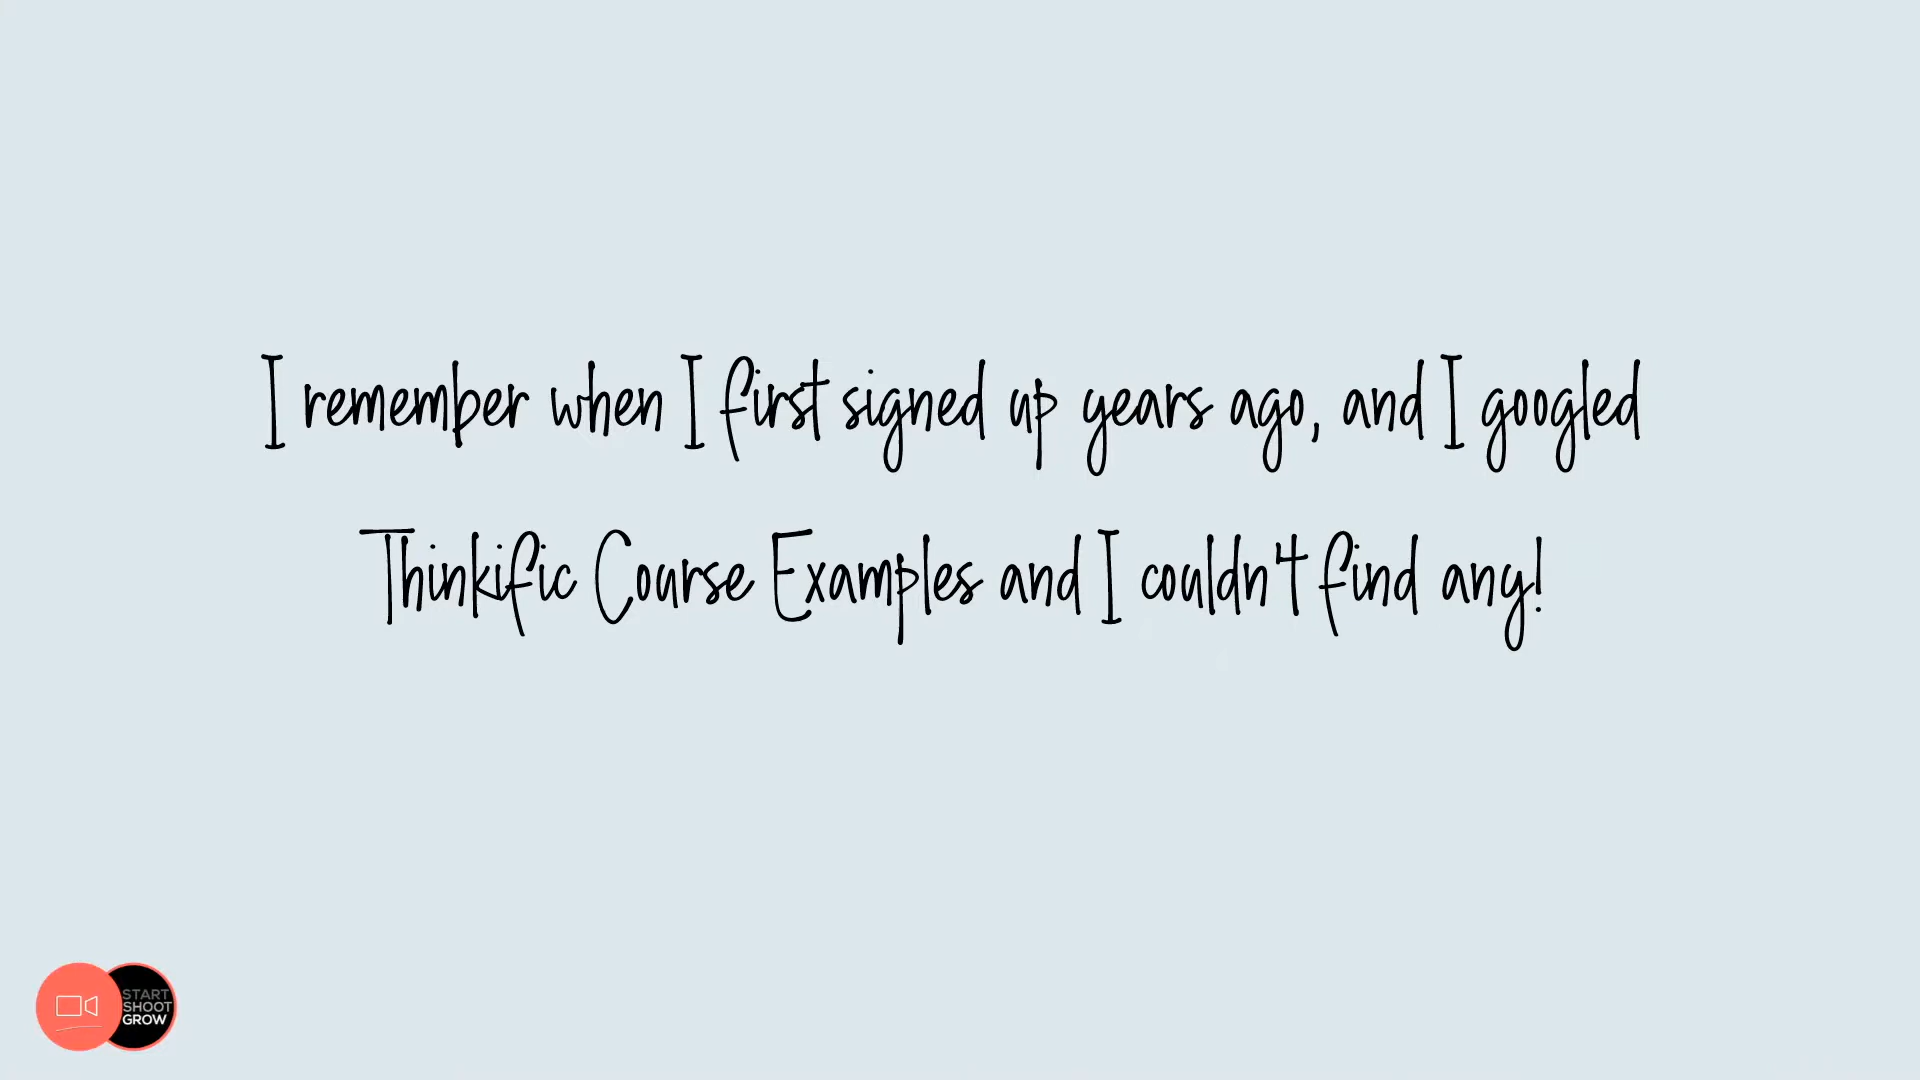 I remember when I first signed up years ago, and I googled
Thinkific Course Examples and I couldn't find any!
START
SHOOT
GROW